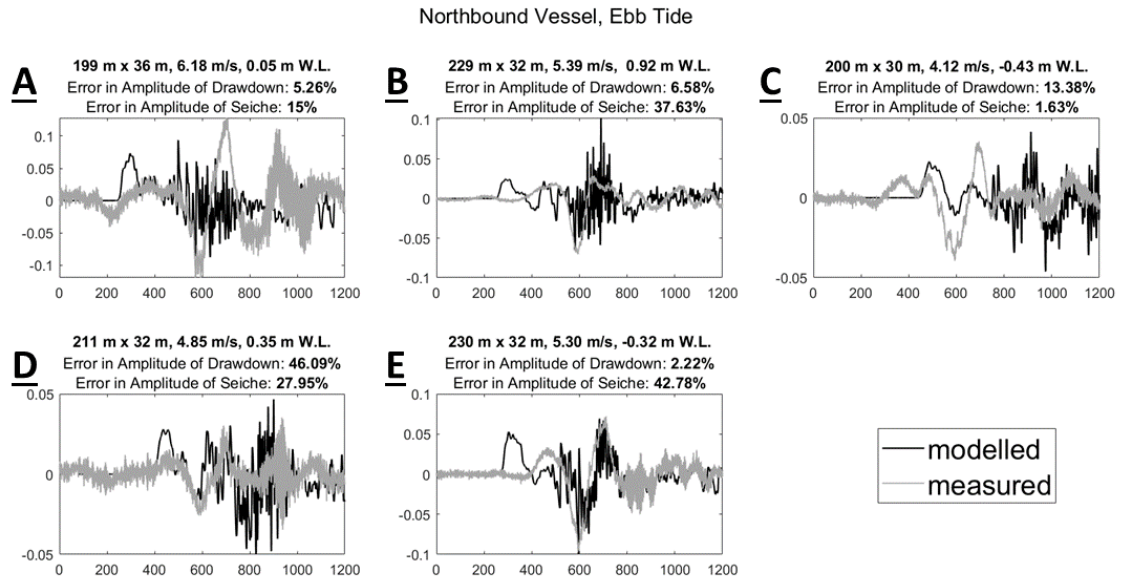 Northbound Vessel, Ebb Tide
A
199 m x 36 m, 6.18 m/s, 0.05 m W.L.
Error in Amplitude of Drawdown: 5.26%
Error in Amplitude of Seiche: 15%
0.1
0.05
0
-0.05
-0.1
0 200 400 600 800 1000 1200
B
229 m x 32 m, 5.39 m/s, 0.92 m W.L.
Error in Amplitude of Drawdown: 6.58%
Error in Amplitude of Seiche: 37.63%
0.1
0.05
0
-0.05
-0.1
0 200 400 600 800 1000 1200
C
200 m x 30 m, 4.12 m/s, -0.43 m W.L.
Error in Amplitude of Drawdown: 13.38%
Error in Amplitude of Seiche: 1.63%
0.05
0
-0.05
0 200 400 600 800 1000 1200
D
211 m x 32 m, 4.85 m/s, 0.35 m W.L.
Error in Amplitude of Drawdown: 46.09%
Error in Amplitude of Seiche: 27.95%
0.05
0
-0.05
0 200 400 600 800 1000 1200
E
230 m x 32 m, 5.30 m/s, -0.32 m W.L.
Error in Amplitude of Drawdown: 2.22%
Error in Amplitude of Seiche: 42.78%
0.1
0.05
0
-0.05
-0.1
0 200 400 600 800 1000 1200
modelled
measured